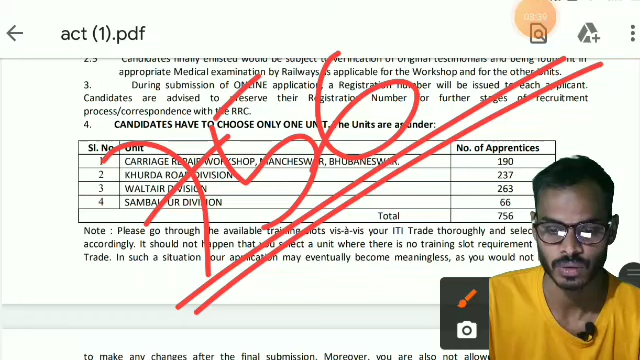 03:39
act (1).pdf
2.5 Candidates finally enlisted would be subject to verification of original testimonials and being found fit in
appropriate Medical examination by Railways as applicable for the Workshop and for the other Units.
3. During submission of ONLINE application, a Registration number will be issued to each applicant.
Candidates are advised to preserve their Registration Number for further stages of recruitment
process/correspondence with the RRC.
4. CANDIDATES HAVE TO CHOOSE ONLY ONE UNIT. The Units are as under:
Sl. No Unit No. of Apprentices
1 CARRIAGE REPAIR WORKSHOP, MANCHESWAR, BHUBANESWAR. 190
2 KHURDA ROAD DIVISION 237
3 WALTAIR DIVISION 263
4 SAMBALPUR DIVISION 66
Total 756
756
Note : Please go through the available training slots vis-à-vis your ITI Trade thoroughly and select
accordingly. It should not happen that you select a unit where there is no training slot requirement
Trade. In such a situation your application may eventually become meaningless, as you would not
to make any changes after the final submission. Moreover, you are also not allowed